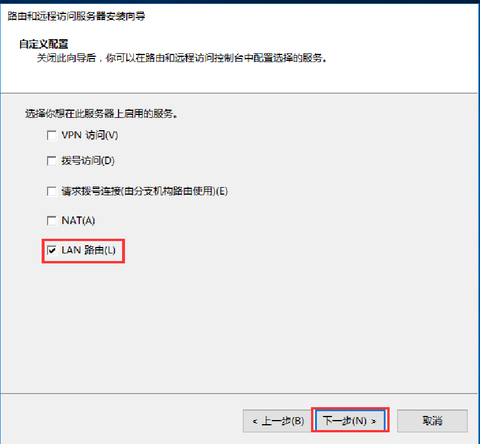 路由和远程访问服务器安装向导
自定义配置
关闭此向导后，你可以在路由和远程访问控制台中配置选择的服务。
选择你想在此服务器上启用的服务。
VPN 访问(V)
拨号访问(D)
请求拨号连接(由分支机构路由使用)(E)
NAT(A)
LAN 路由(L)
< 上一步(B)
下一步(N) >
取消